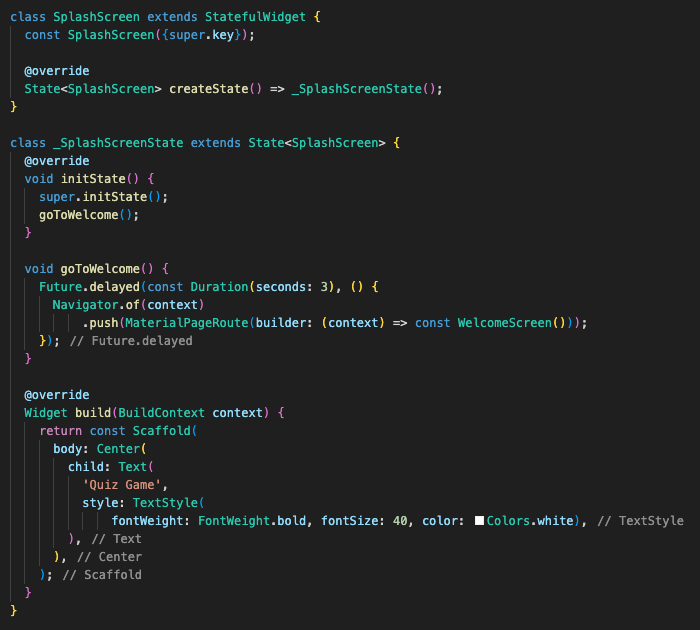 class SplashScreen extends StatefulWidget {
  const SplashScreen({super.key});

  @override
  State<SplashScreen> createState() => _SplashScreenState();
}

class _SplashScreenState extends State<SplashScreen> {
  @override
  void initState() {
    super.initState();
    goToWelcome();
  }

  void goToWelcome() {
    Future.delayed(const Duration(seconds: 3), () {
      Navigator.of(context)
          .push(MaterialPageRoute(builder: (context) => const WelcomeScreen()));
    }); // Future.delayed
  }

  @override
  Widget build(BuildContext context) {
    return const Scaffold(
      body: Center(
        child: Text(
          'Quiz Game',
          style: TextStyle(
              fontWeight: FontWeight.bold, fontSize: 40, color: Colors.white), // TextStyle
        ), // Text
      ), // Center
    ); // Scaffold
  }
}